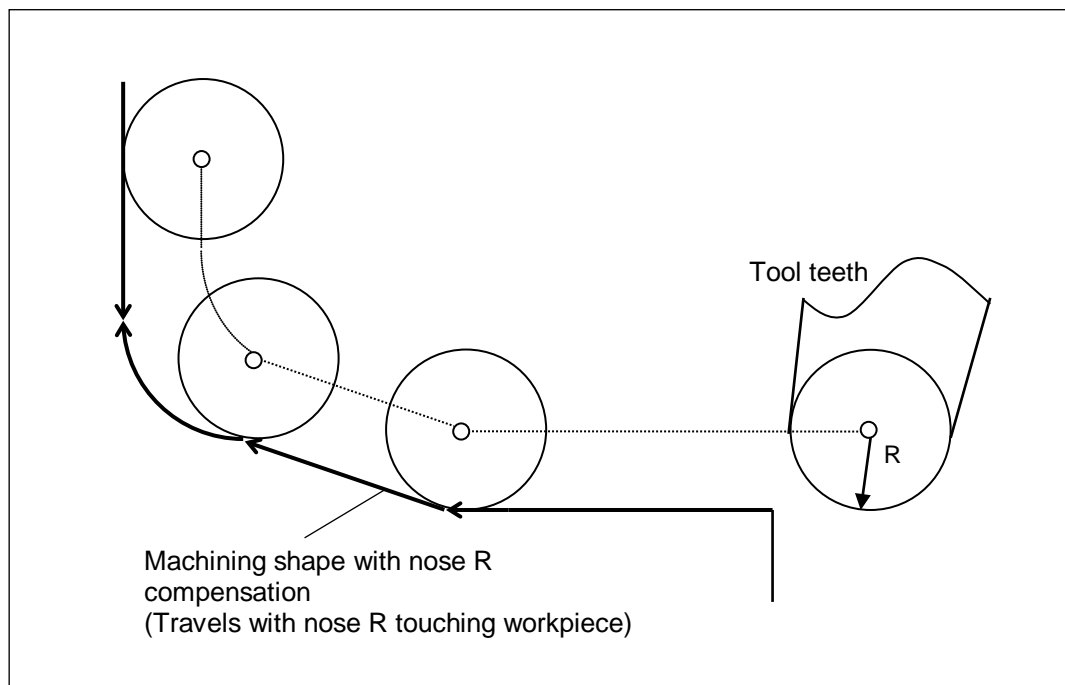 Tool teeth
R
Machining shape with nose R
compensation
(Travels with nose R touching workpiece)